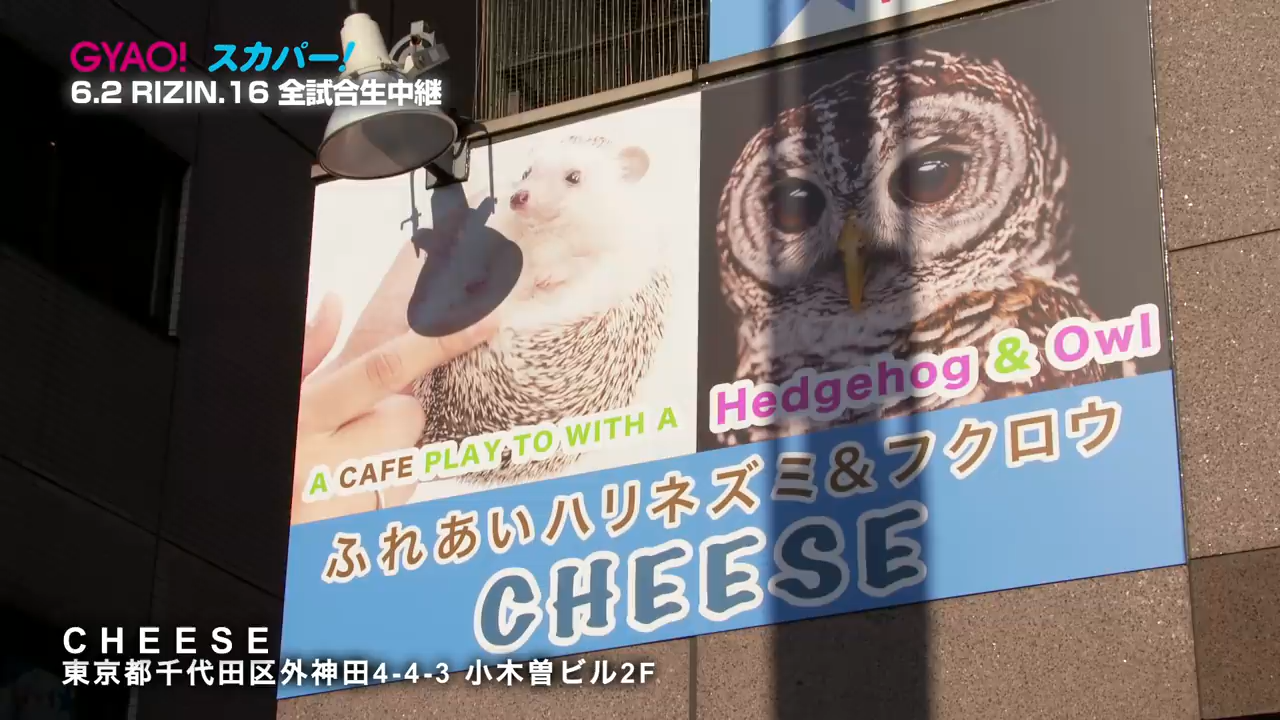 GYAO! スカパー!
6.2 RIZIN.16 全試合生中継
A CAFE PLAY TO WITH A Hedgehog & Owl
ふれあいハリネズミ&フクロウ
CHEESE
CHEESE
東京都千代田区外神田4-4-3 小木曽ビル2F